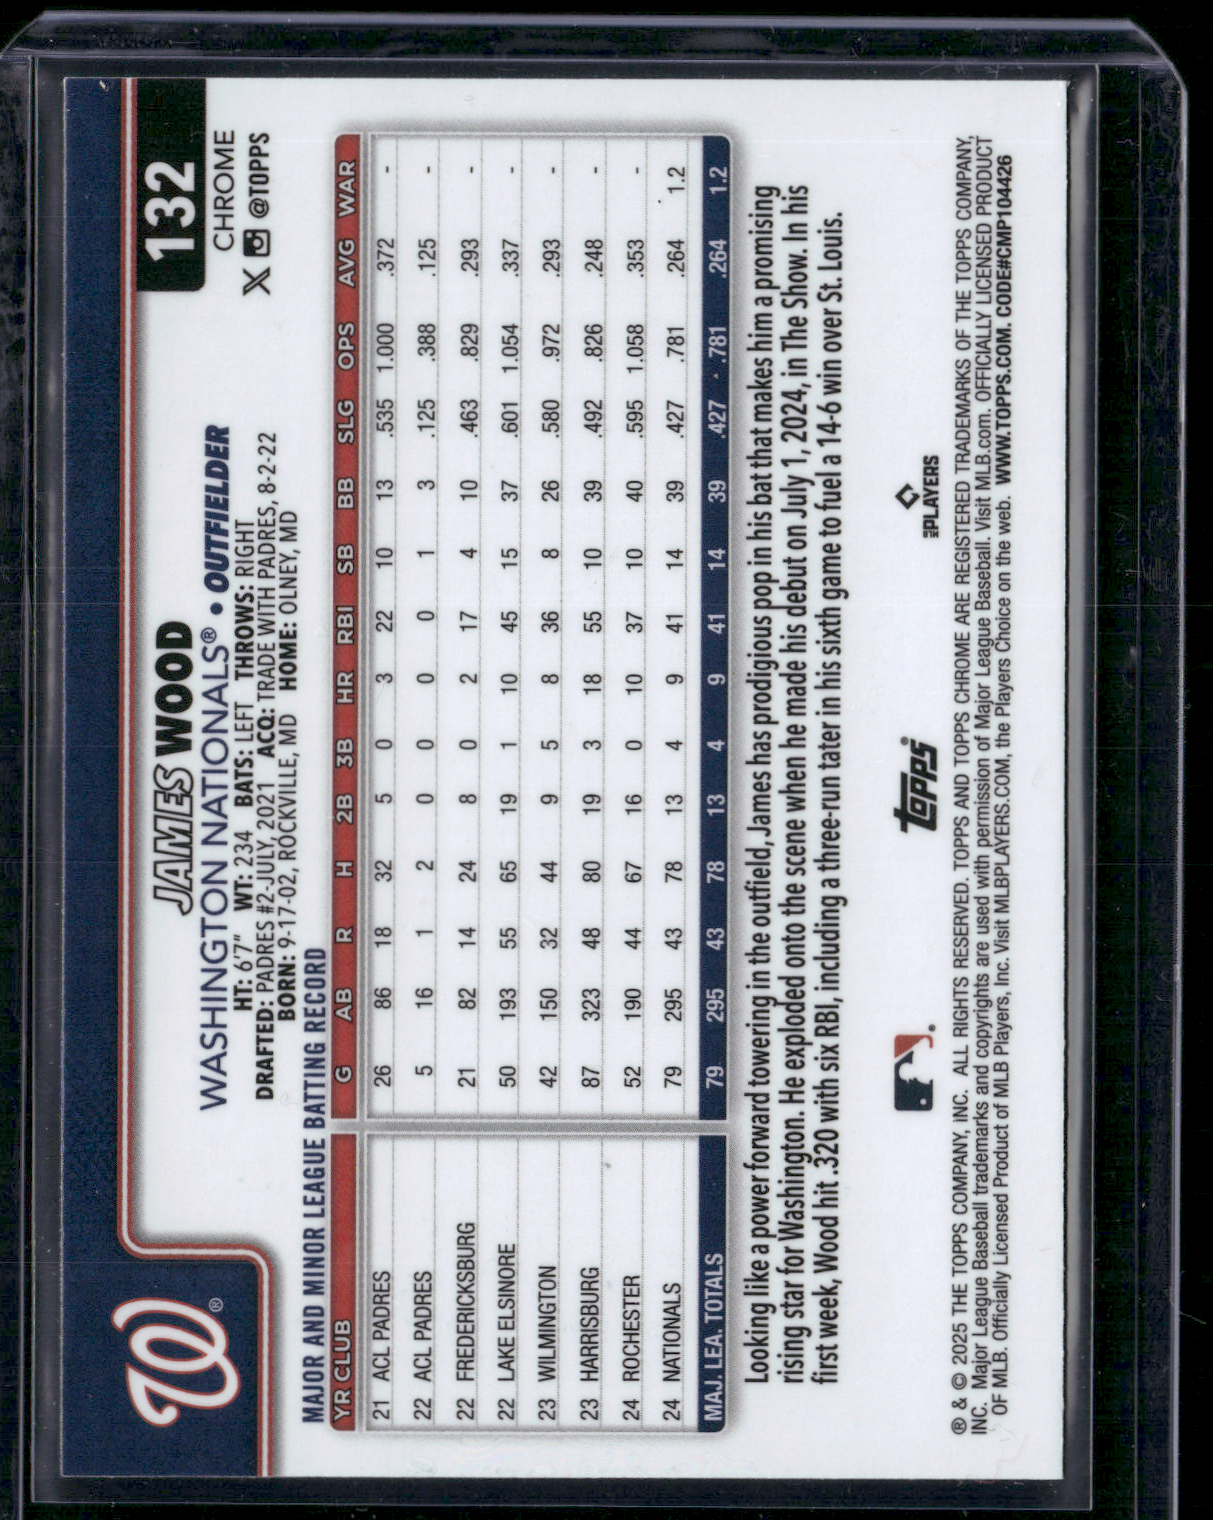 132
CHROME
X @TOPPS
JAMES WOOD
WASHINGTON NATIONALS® • OUTFIELDER
HT: 6'7" WT: 234 BATS: LEFT THROWS: RIGHT
DRAFTED: PADRES #2-JULY, 2021 ACQ: TRADE WITH PADRES, 8-2-22
BORN: 9-17-02, ROCKVILLE, MD HOME: OLNEY, MD
W®
MAJOR AND MINOR LEAGUE BATTING RECORD
YR CLUB G AB R H 2B 3B HR RBI SB BB SLG OPS AVG WAR
21 ACL PADRES 26 86 18 32 5 0 3 22 10 13 .535 1.000 .372 -
22 ACL PADRES 5 16 1 2 0 0 0 0 1 3 .125 .388 .125 -
22 FREDERICKSBURG 21 82 14 24 8 0 2 17 4 10 .463 .829 .293 -
22 LAKE ELSINORE 50 193 55 65 19 1 10 45 15 37 .601 1.054 .337 -
23 WILMINGTON 42 150 32 44 9 5 8 36 8 26 .580 .972 .293 -
23 HARRISBURG 87 323 48 80 19 3 18 55 10 39 .492 .826 .248 -
24 ROCHESTER 52 190 44 67 16 0 10 37 10 40 .595 1.058 .353 -
24 NATIONALS 79 295 43 78 13 4 9 41 14 39 .427 .781 .264 1.2
MAJ. LEA. TOTALS 79 295 43 78 13 4 9 41 14 39 .427 .781 .264 1.2
Looking like a power forward towering in the outfield, James has prodigious pop in his bat that makes him a promising
rising star for Washington. He exploded onto the scene when he made his debut on July 1, 2024, in The Show. In his
first week, Wood hit .320 with six RBI, including a three-run tater in his sixth game to fuel a 14-6 win over St. Louis.
topps®
MLB PLAYERS
® & © 2025 THE TOPPS COMPANY, INC. ALL RIGHTS RESERVED. TOPPS AND TOPPS CHROME ARE REGISTERED TRADEMARKS OF THE TOPPS COMPANY,
INC. Major League Baseball trademarks and copyrights are used with permission of Major League Baseball. Visit MLB.com. OFFICIALLY LICENSED PRODUCT
OF MLB. Officially Licensed Product of MLB Players, Inc. Visit MLBPLAYERS.COM, the Players Choice on the web. WWW.TOPPS.COM. CODE#CMP104426